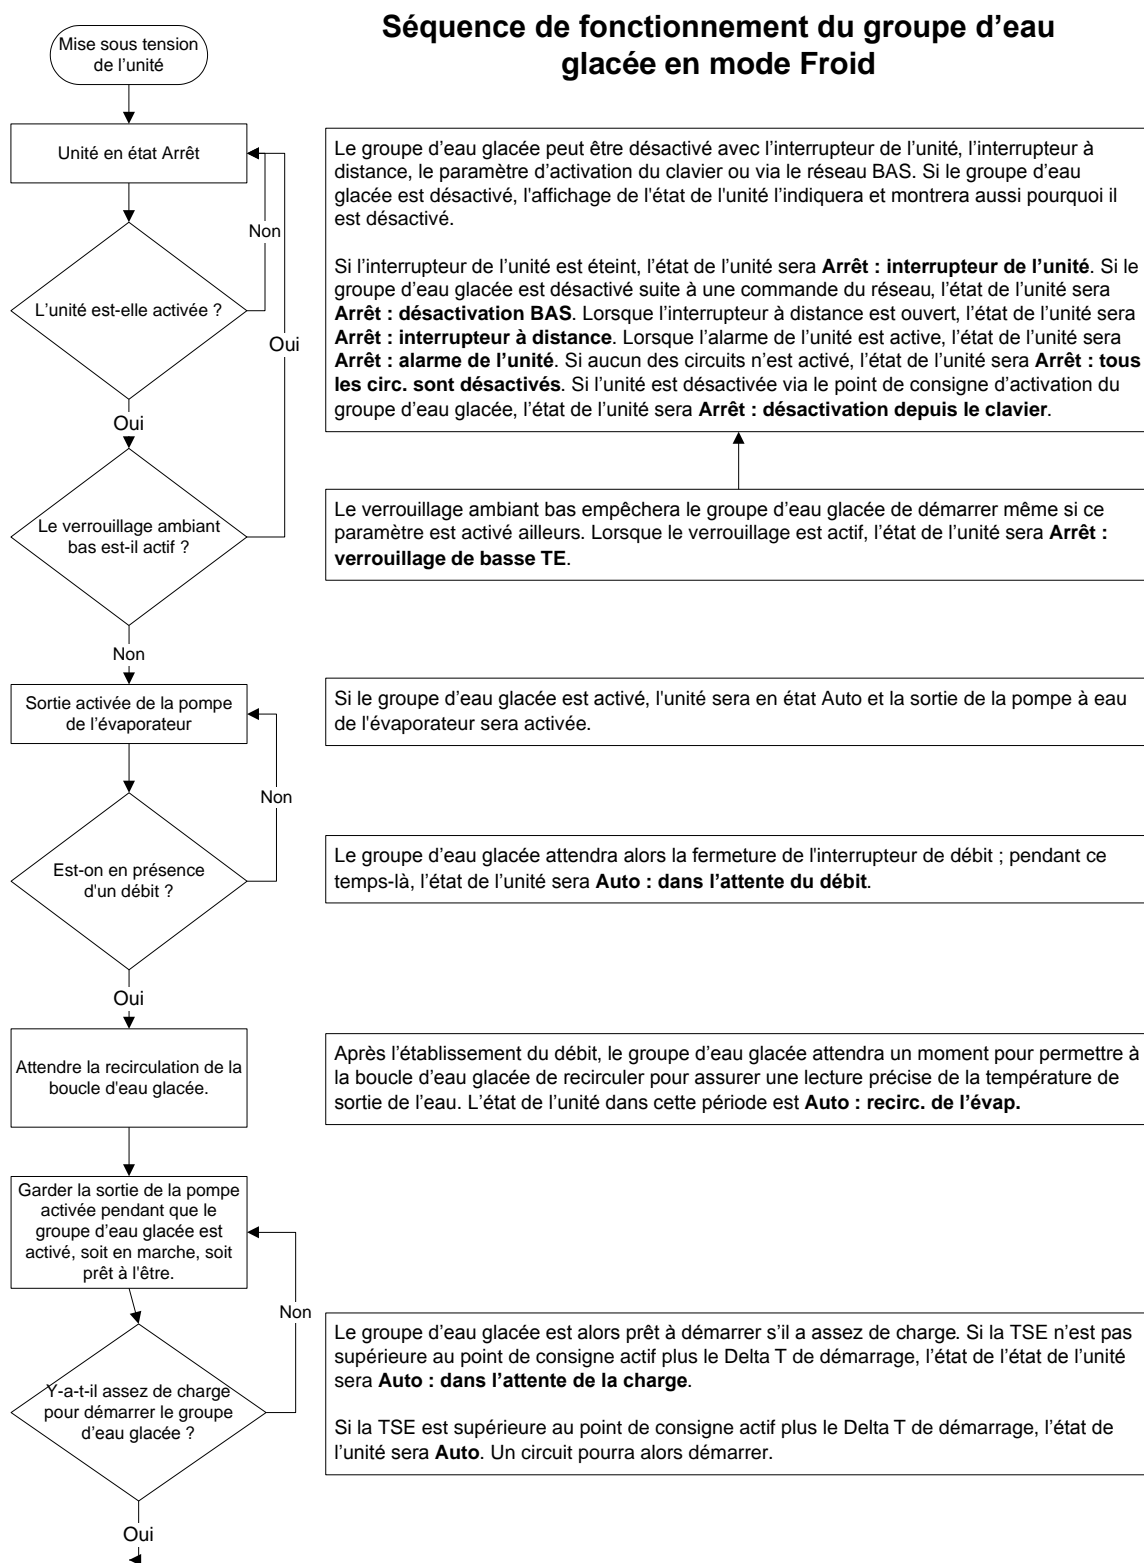 Séquence de fonctionnement du groupe d’eau
glacée en mode Froid
Mise sous tension
de l’unité
Unité en état Arrêt
Le groupe d’eau glacée peut être désactivé avec l’interrupteur de l’unité, l’interrupteur à
distance, le paramètre d’activation du clavier ou via le réseau BAS. Si le groupe d’eau
glacée est désactivé, l'affichage de l'état de l'unité l’indiquera et montrera aussi pourquoi il
est désactivé.
Si l’interrupteur de l’unité est éteint, l’état de l’unité sera Arrêt : interrupteur de l’unité. Si le
groupe d’eau glacée est désactivé suite à une commande du réseau, l’état de l’unité sera
Arrêt : désactivation BAS. Lorsque l’interrupteur à distance est ouvert, l’état de l’unité sera
Arrêt : interrupteur à distance. Lorsque l’alarme de l’unité est active, l’état de l’unité sera
Arrêt : alarme de l’unité. Si aucun des circuits n’est activé, l’état de l’unité sera Arrêt : tous
les circ. sont désactivés. Si l’unité est désactivée via le point de consigne d’activation du
groupe d’eau glacée, l’état de l’unité sera Arrêt : désactivation depuis le clavier.
Non
L’unité est-elle activée ?
Oui
Oui
Le verrouillage ambiant
bas est-il actif ?
Le verrouillage ambiant bas empêchera le groupe d’eau glacée de démarrer même si ce
paramètre est activé ailleurs. Lorsque le verrouillage est actif, l’état de l’unité sera Arrêt :
verrouillage de basse TE.
Non
Sortie activée de la pompe
de l’évaporateur
Si le groupe d’eau glacée est activé, l'unité sera en état Auto et la sortie de la pompe à eau
de l'évaporateur sera activée.
Non
Est-on en présence
d'un débit ?
Le groupe d’eau glacée attendra alors la fermeture de l'interrupteur de débit ; pendant ce
temps-là, l’état de l’unité sera Auto : dans l’attente du débit.
Oui
Attendre la recirculation de la
boucle d'eau glacée.
Après l’établissement du débit, le groupe d’eau glacée attendra un moment pour permettre à
la boucle d’eau glacée de recirculer pour assurer une lecture précise de la température de
sortie de l’eau. L’état de l’unité dans cette période est Auto : recirc. de l’évap.
Garder la sortie de la pompe
activée pendant que le
groupe d’eau glacée est
activé, soit en marche, soit
prêt à l'être.
Non
Y-a-t-il assez de charge
pour démarrer le groupe
d’eau glacée ?
Le groupe d’eau glacée est alors prêt à démarrer s’il a assez de charge. Si la TSE n’est pas
supérieure au point de consigne actif plus le Delta T de démarrage, l’état de l’état de l’unité
sera Auto : dans l’attente de la charge.
Si la TSE est supérieure au point de consigne actif plus le Delta T de démarrage, l’état de
l’unité sera Auto. Un circuit pourra alors démarrer.
Oui